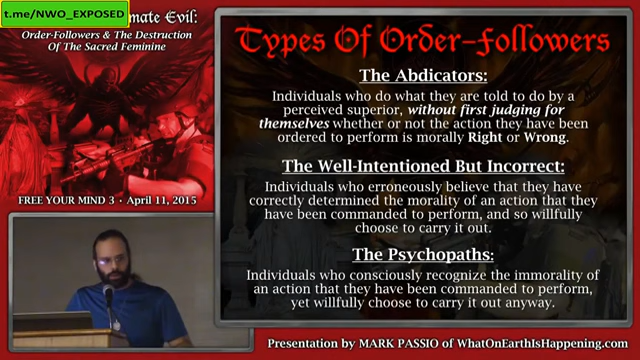 t.me/NWO_EXPOSED
mate Evil:
Order-Followers & The Destruction
Of The Sacred Feminine
FREE YOUR MIND 3 · April 11, 2015
Types Of Order-Followers
The Abdicators:
Individuals who do what they are told to do by a
perceived superior, without first judging for
themselves whether or not the action they have been
ordered to perform is morally Right or Wrong.
The Well-Intentioned But Incorrect:
Individuals who erroneously believe that they have
correctly determined the morality of an action that they
have been commanded to perform, and so willfully
choose to carry it out.
The Psychopaths:
Individuals who consciously recognize the immorality of
an action that they have been commanded to perform,
yet willfully choose to carry it out anyway.
Presentation by MARK PASSIO of WhatOnEarthIsHappening.com